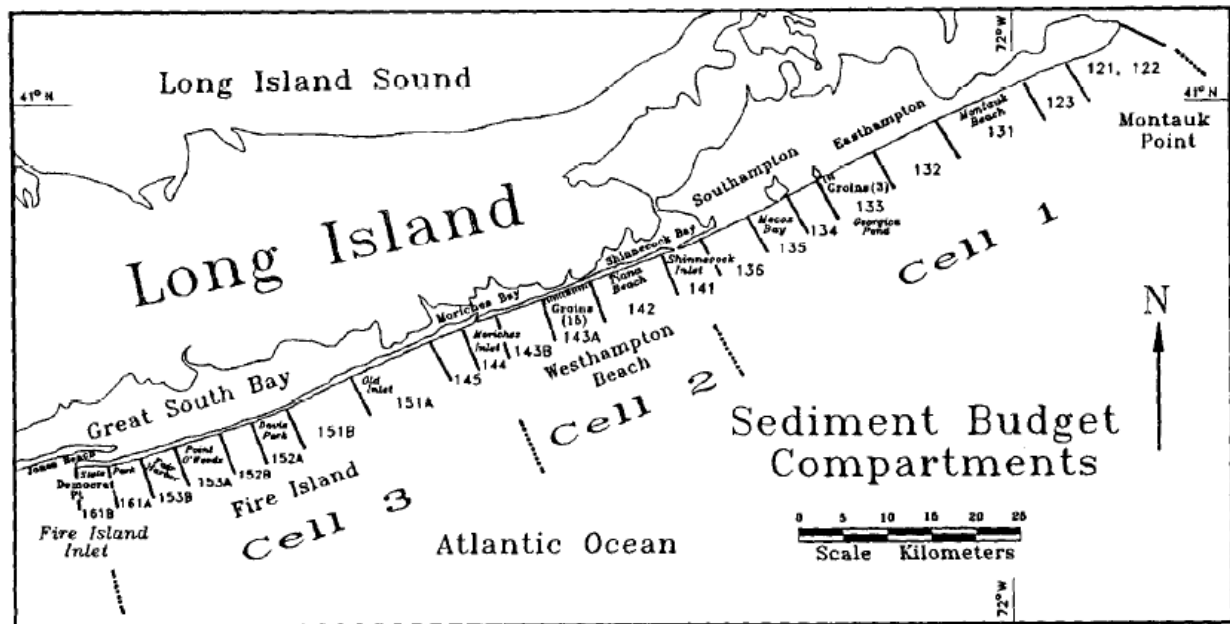 Long Island Sound
72°W
41° N
41° N
121, 122
Montauk
Point
123
Montauk
Beach
131
Easthampton
132
Groins (3)
133
Georgica
Pond
Southampton
134
Mecox
Bay
135
Cell 1
136
Shinnecock Bay
Shinnecock
Inlet
141
Tiana
Beach
142
Long Island
Moriches Bay
Groins
(15)
143A
Westhampton
Beach
Cell 2
Moriches
Inlet
143B
144
145
Great South Bay
Old
Inlet
151A
151B
Davis
Park
152A
152B
Point
O'Woods
153A
153B
Fire Island
Cell 3
Jones Beach
State Park
Democrat
Pt.
161A
161B
Fire Island
Inlet
Atlantic Ocean
N
Sediment Budget
Compartments
0 5 10 15 20 25
Scale Kilometers
72°W